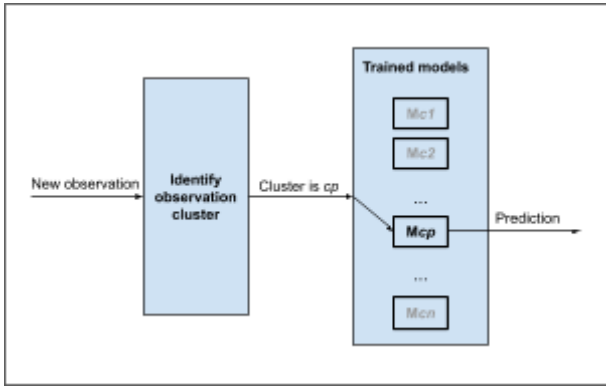 Trained models
Mc1
Mc2
New observation
Identify
observation
cluster
Cluster is cp
...
Mcp
Prediction
...
Mcn